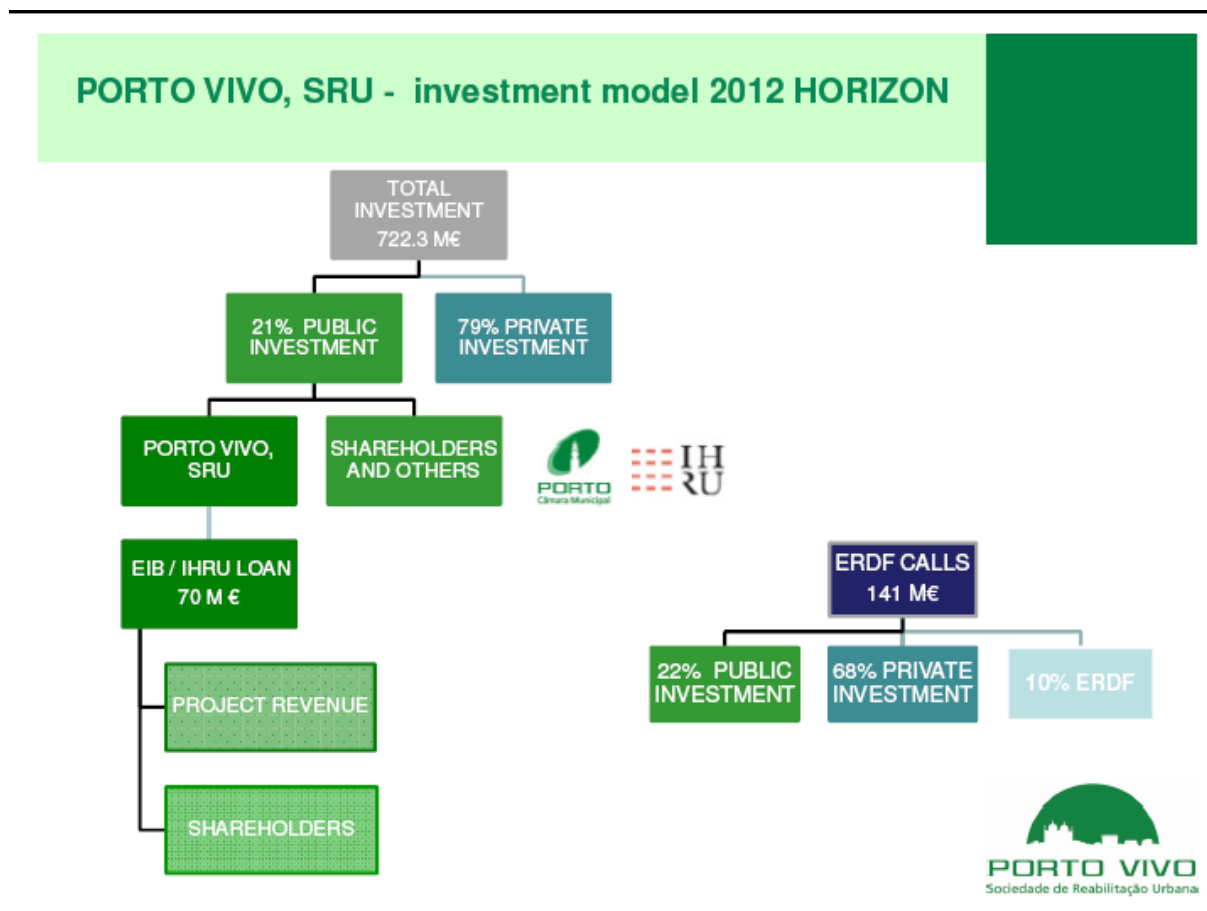 PORTO VIVO, SRU - investment model 2012 HORIZON
TOTAL
INVESTMENT
722.3 M€
21% PUBLIC
INVESTMENT
79% PRIVATE
INVESTMENT
PORTO VIVO,
SRU
SHAREHOLDERS
AND OTHERS
PORTO
Câmara Municipal
IH
RU
EIB / IHRU LOAN
70 M €
ERDF CALLS
141 M€
22% PUBLIC
INVESTMENT
68% PRIVATE
INVESTMENT
10% ERDF
PROJECT REVENUE
SHAREHOLDERS
PORTO VIVO
Sociedade de Reabilitação Urbana